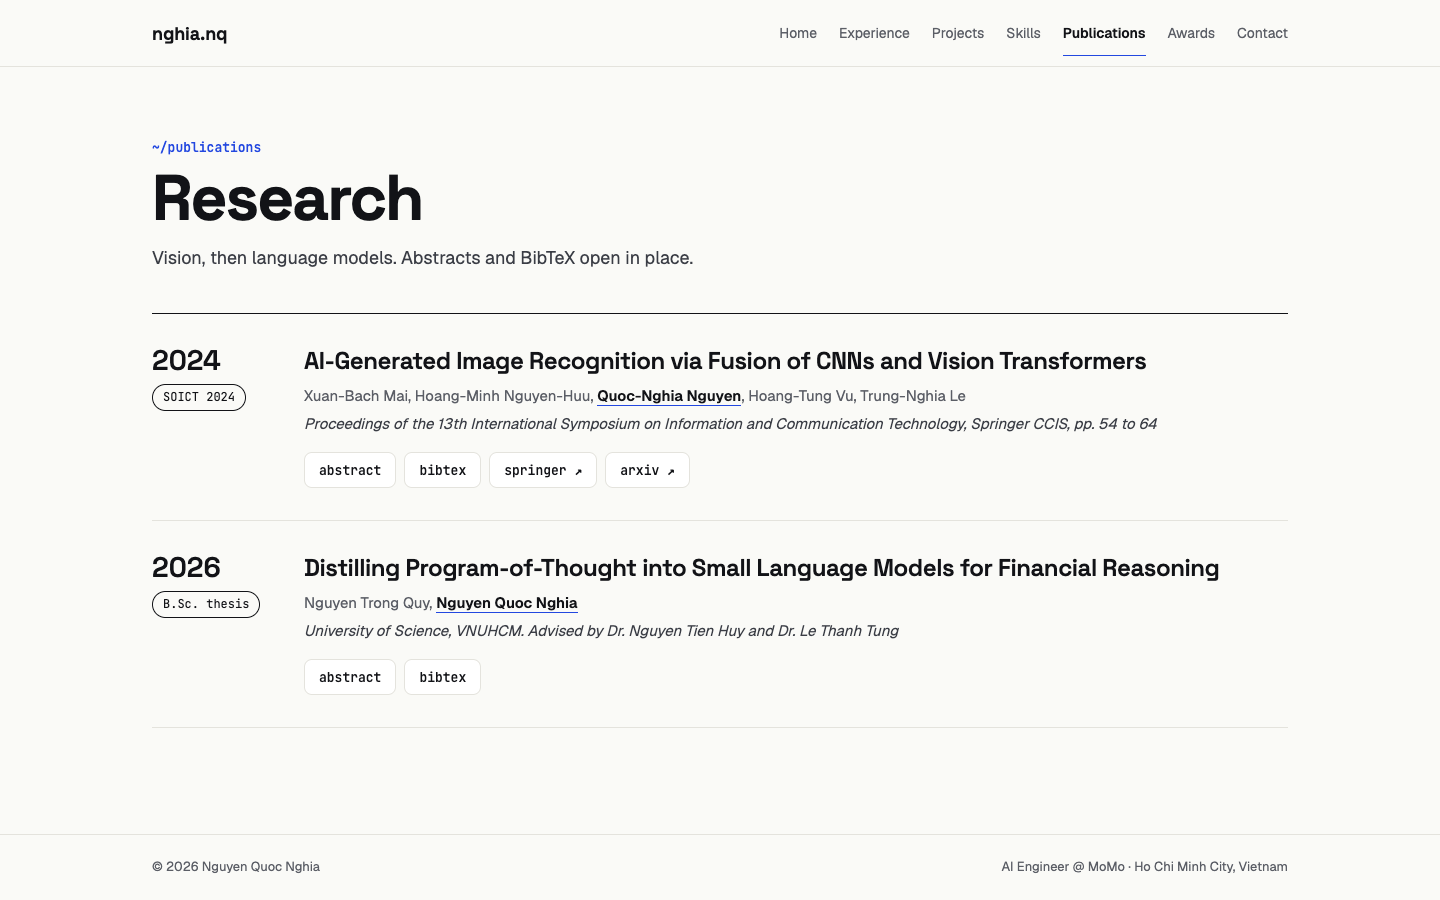 nghia.nq
Home Experience Projects Skills Publications Awards Contact
~/publications
Research
Vision, then language models. Abstracts and BibTeX open in place.
2024
SOICT 2024
AI-Generated Image Recognition via Fusion of CNNs and Vision Transformers
Xuan-Bach Mai, Hoang-Minh Nguyen-Huu, Quoc-Nghia Nguyen, Hoang-Tung Vu, Trung-Nghia Le
Proceedings of the 13th International Symposium on Information and Communication Technology, Springer CCIS, pp. 54 to 64
abstract bibtex springer ↗ arxiv ↗
2026
B.Sc. thesis
Distilling Program-of-Thought into Small Language Models for Financial Reasoning
Nguyen Trong Quy, Nguyen Quoc Nghia
University of Science, VNUHCM. Advised by Dr. Nguyen Tien Huy and Dr. Le Thanh Tung
abstract bibtex
© 2026 Nguyen Quoc Nghia
AI Engineer @ MoMo · Ho Chi Minh City, Vietnam